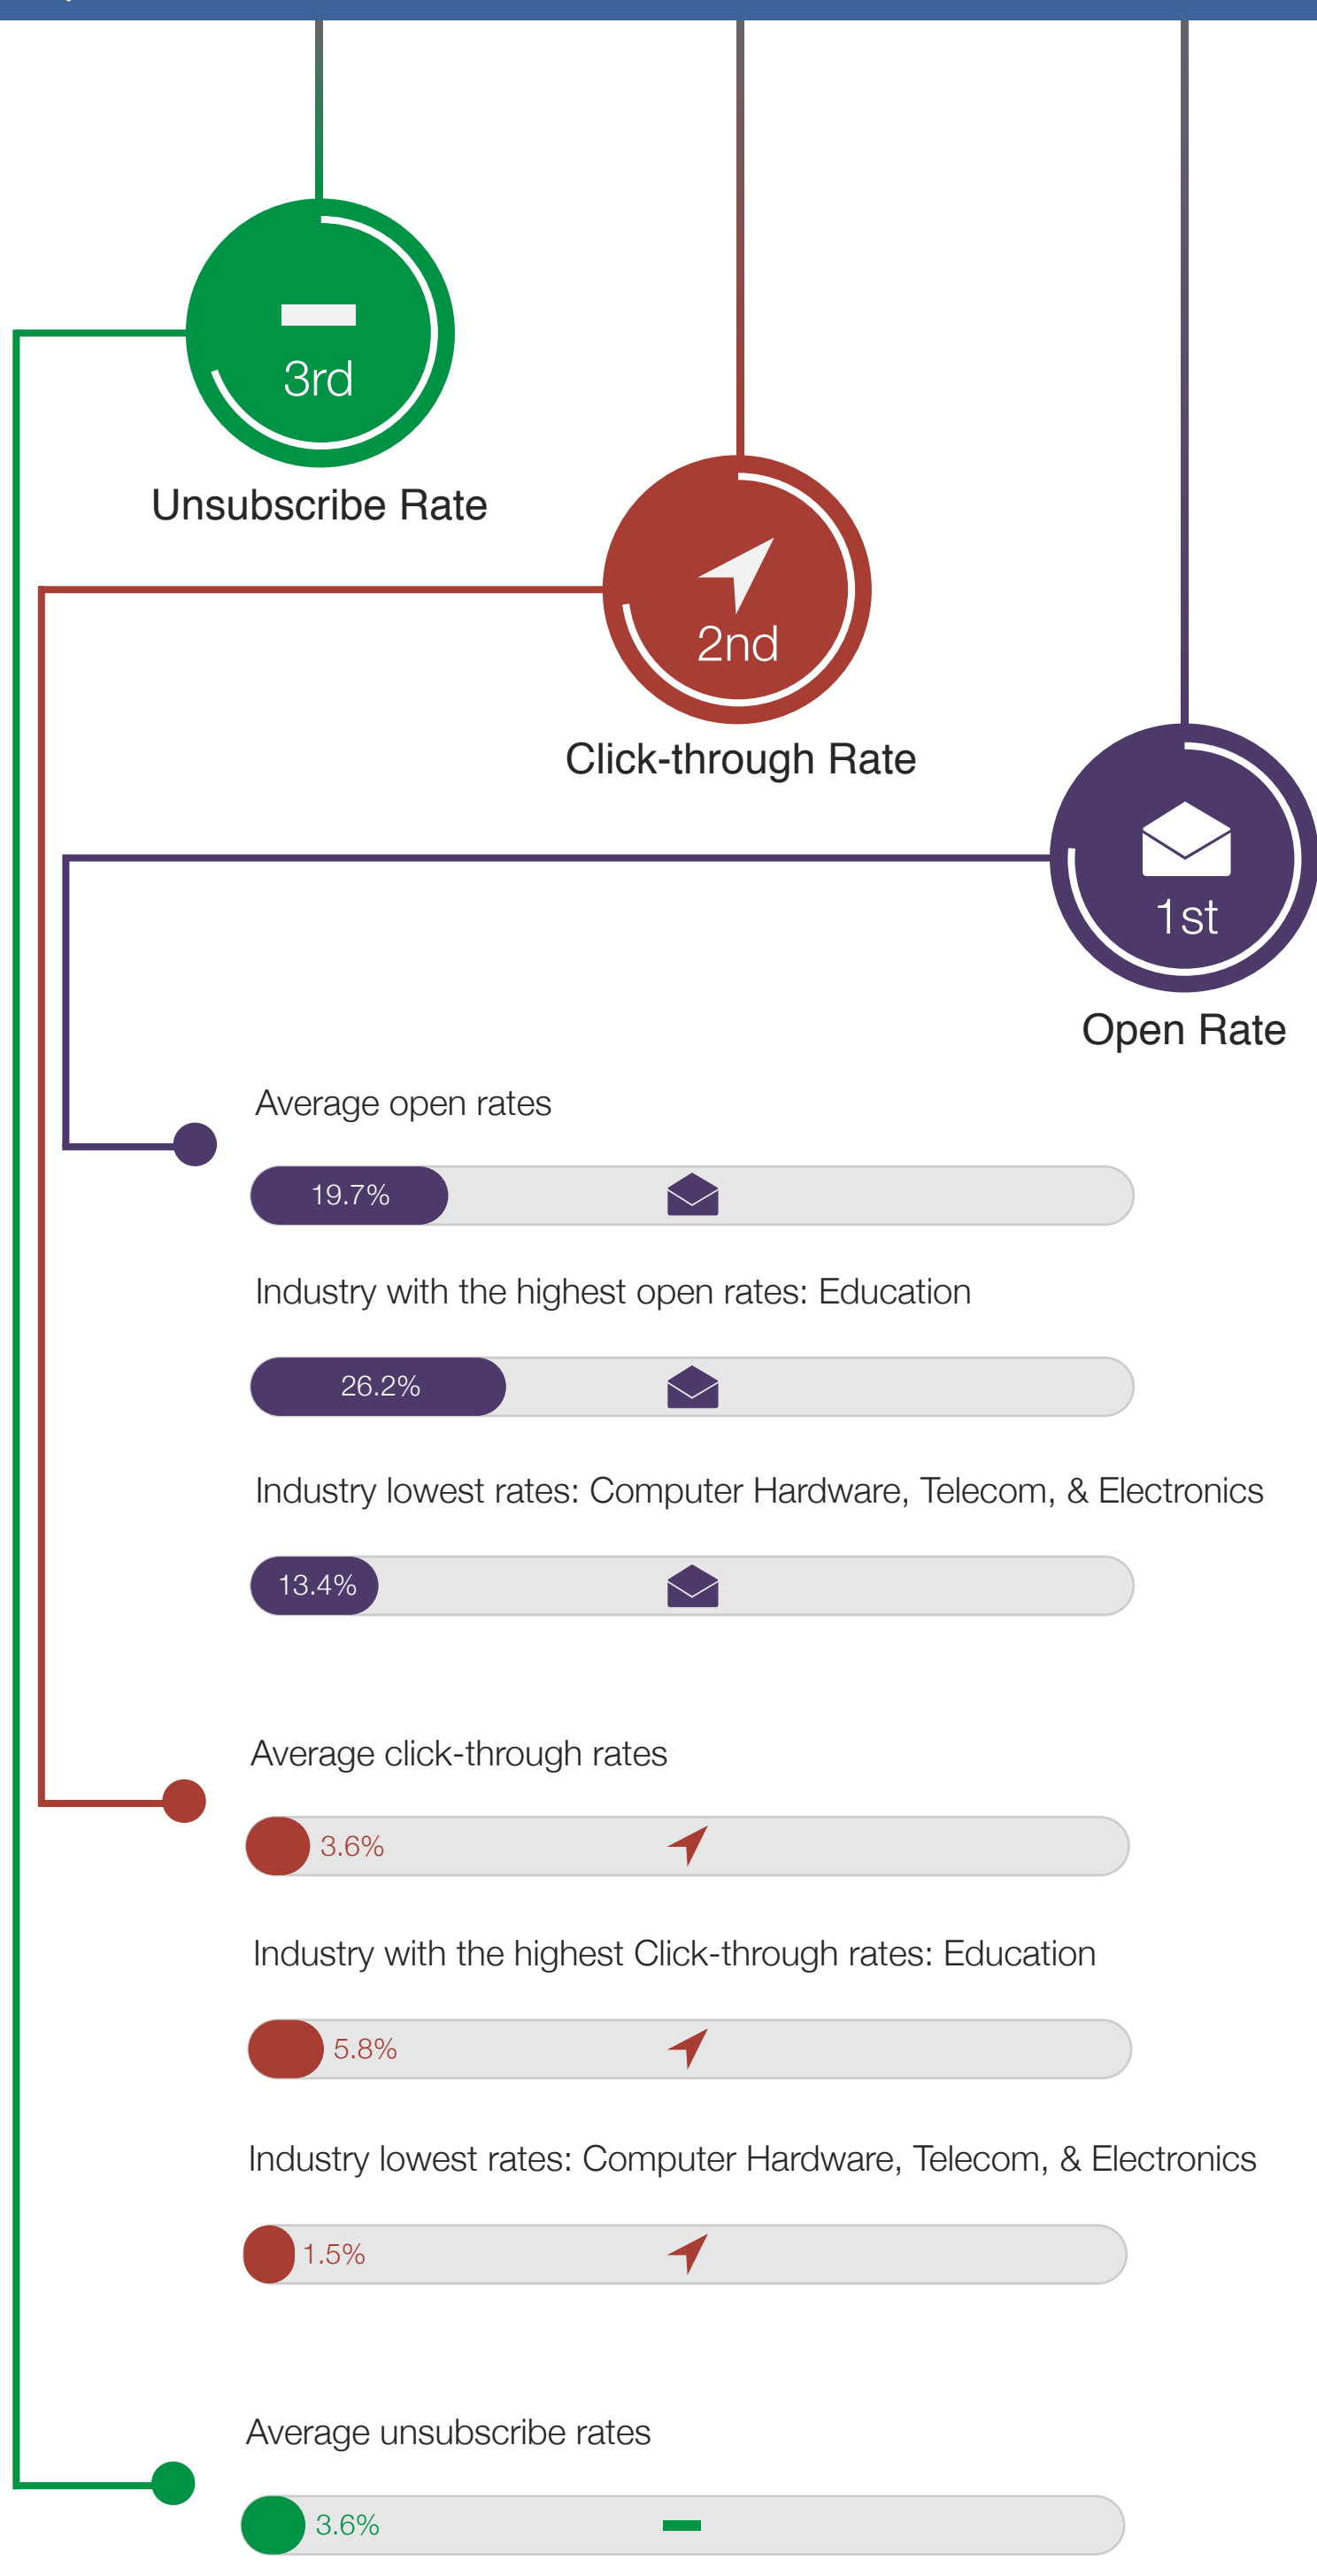 3rd
Unsubscribe Rate
2nd
Click-through Rate
1st
Open Rate
Average open rates
19.7%
Industry with the highest open rates: Education
26.2%
Industry lowest rates: Computer Hardware, Telecom, & Electronics
13.4%
Average click-through rates
3.6%
Industry with the highest Click-through rates: Education
5.8%
Industry lowest rates: Computer Hardware, Telecom, & Electronics
1.5%
Average unsubscribe rates
3.6%